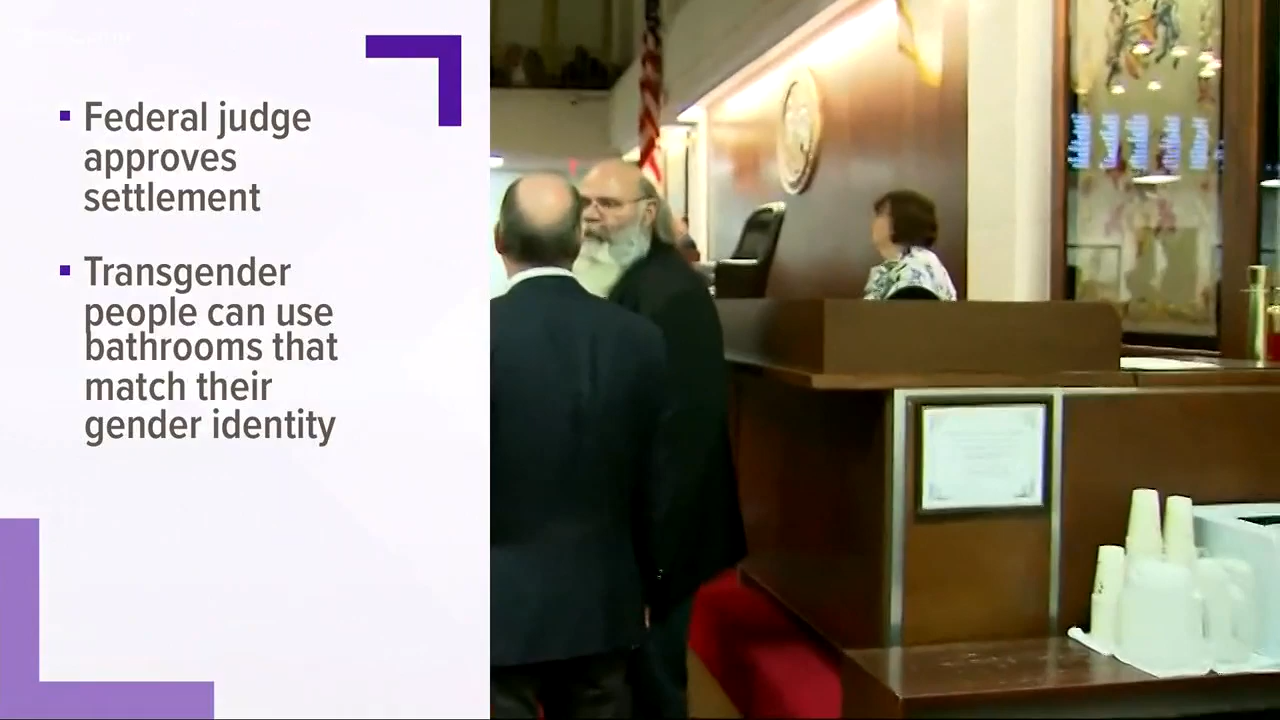 Federal judge
approves
settlement
Transgender
people can use
bathrooms that
match their
gender identity